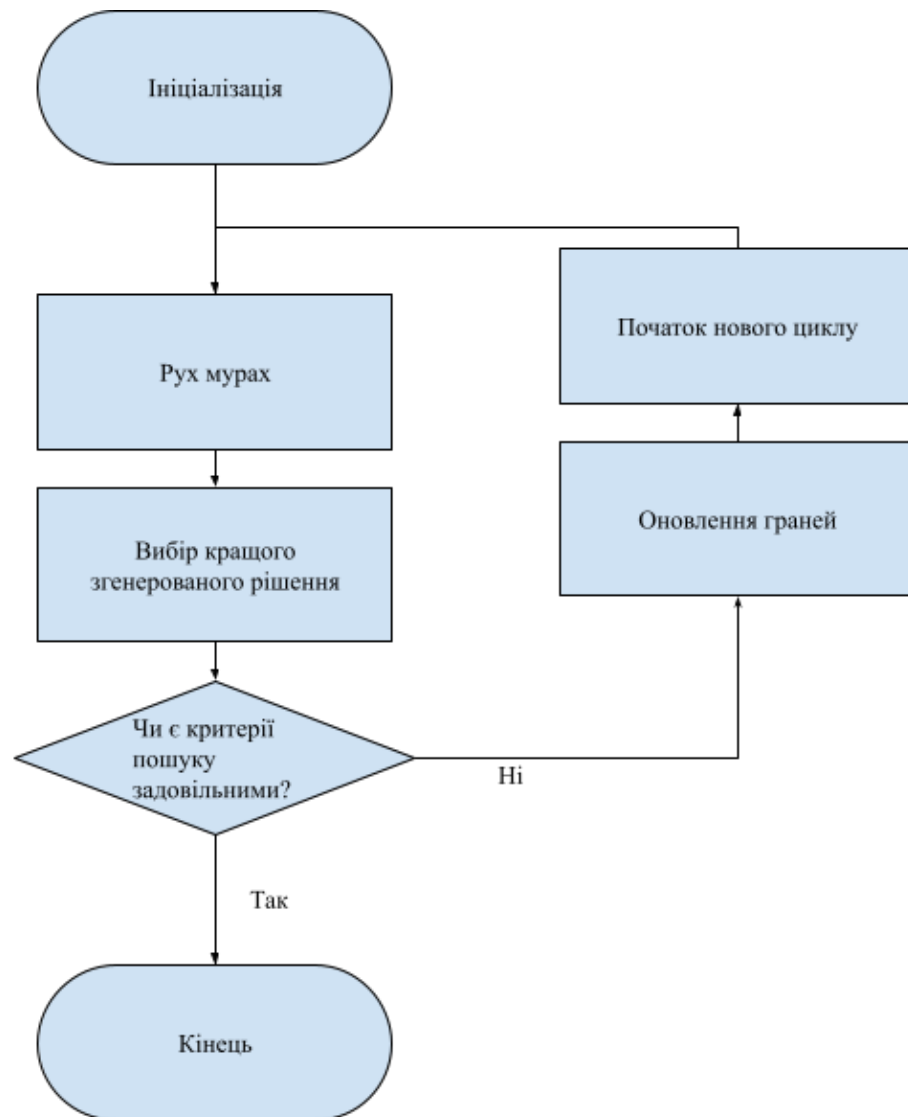 Ініціалізація
Початок нового циклу
Рух мурах
Оновлення граней
Вибір кращого
згенерованого рішення
Чи є критерії
пошуку
задовільними?
Ні
Так
Кінець